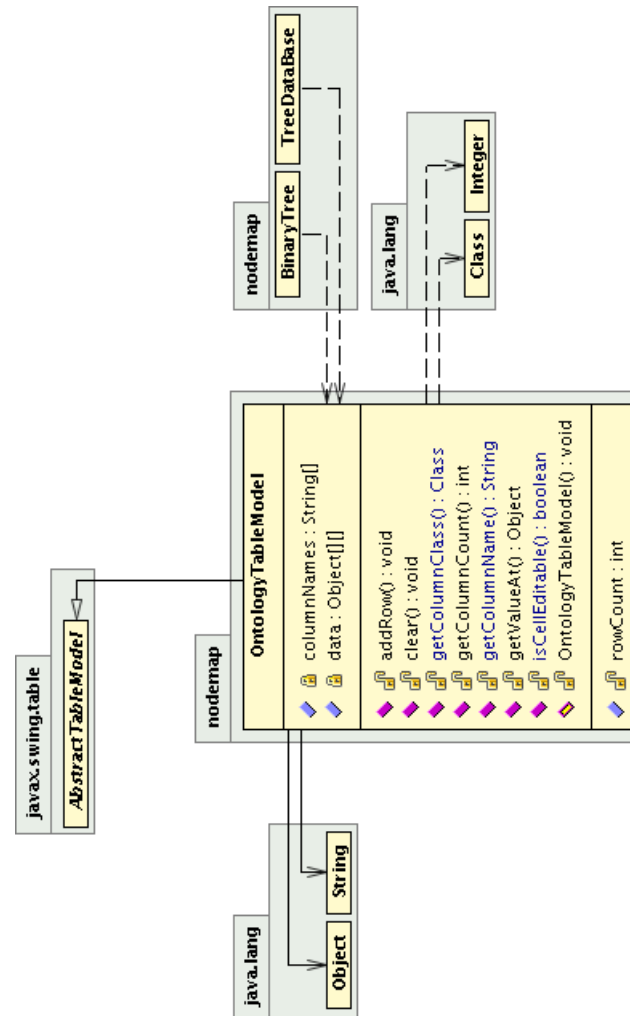 javax.swing.table
AbstractTableModel
java.lang
Object
String
nodemap
OntologyTableModel
columnNames : String[]
data : Object[][]
addRow() : void
clear() : void
getColumnClass() : Class
getColumnCount() : int
getColumnName() : String
getValueAt() : Object
isCellEditable() : boolean
OntologyTableModel() : void
rowCount : int
nodemap
BinaryTree
TreeDataBase
java.lang
Class
Integer